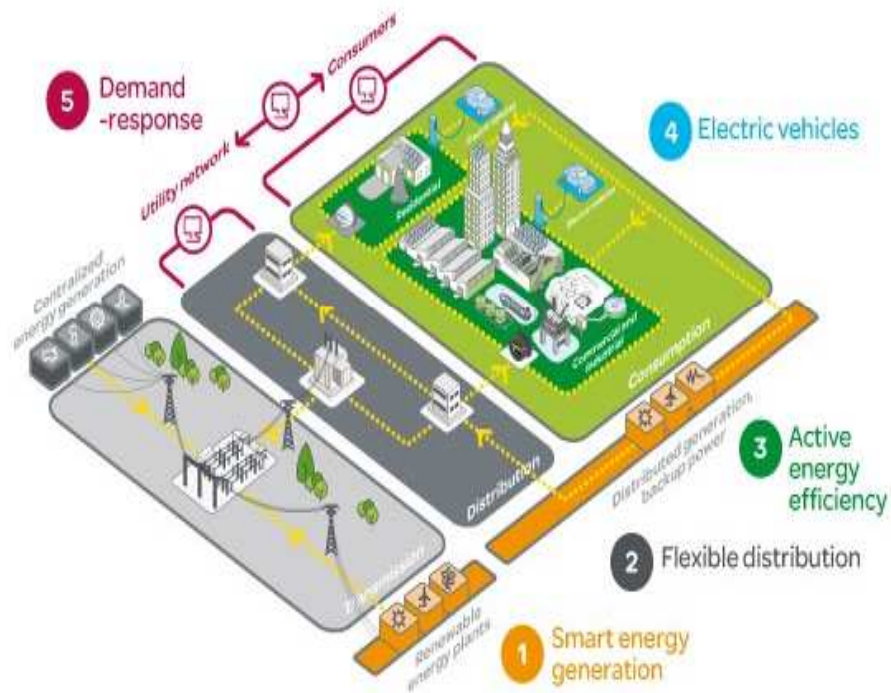 5
Demand
-response
Consumers
Utility network
4
Electric vehicles
Residential
Centralized
energy generation
Commercial and
industrial
Consumption
Distribution
Transmission
Distributed generation,
backup power
3
Active
energy
efficiency
2
Flexible distribution
Renewable
energy plants
1
Smart energy
generation